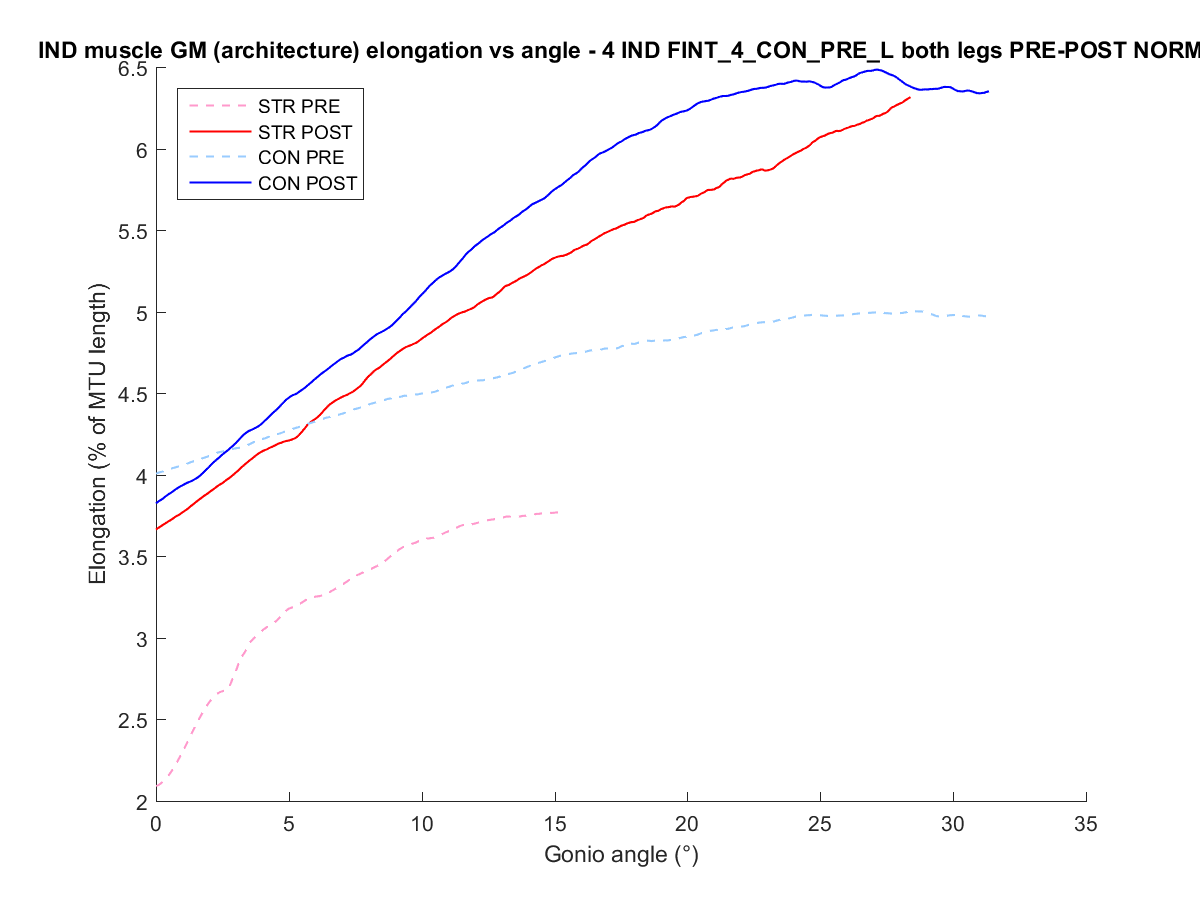 IND muscle GM (architecture) elongation vs angle - 4 IND FINT_4_CON_PRE_L both legs PRE-POST NORM
STR PRE
STR POST
CON PRE
CON POST
Elongation (% of MTU length)
6.5
6
5.5
5
4.5
4
3.5
3
2.5
2
0 5 10 15 20 25 30 35
Gonio angle (°)